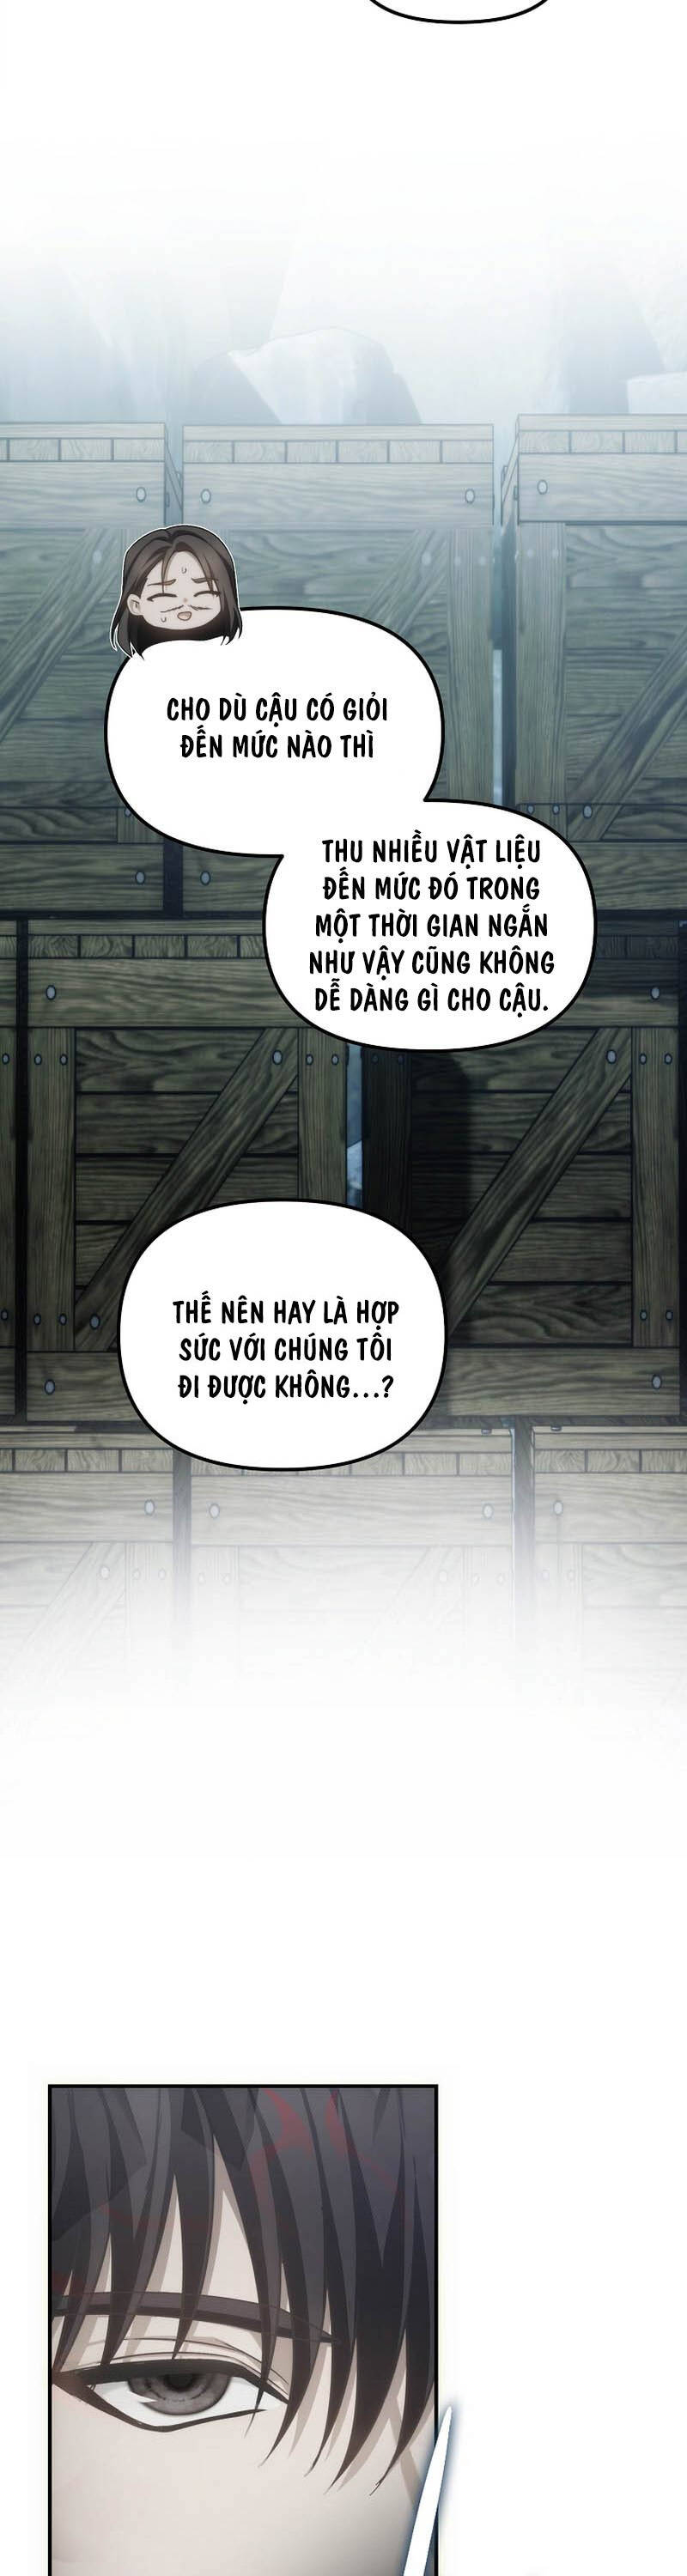 CHO DÙ CẬU CÓ GIỎI
ĐẾN MỨC NÀO THÌ
THU NHIỀU VẬT LIỆU
ĐẾN MỨC ĐÓ TRONG
MỘT THỜI GIAN NGẮN
NHƯ VẬY CŨNG KHÔNG
DỄ DÀNG GÌ CHO CẬU.
THẾ NÊN HAY LÀ HỢP
SỨC VỚI CHÚNG TÔI
ĐI ĐƯỢC KHÔNG...?